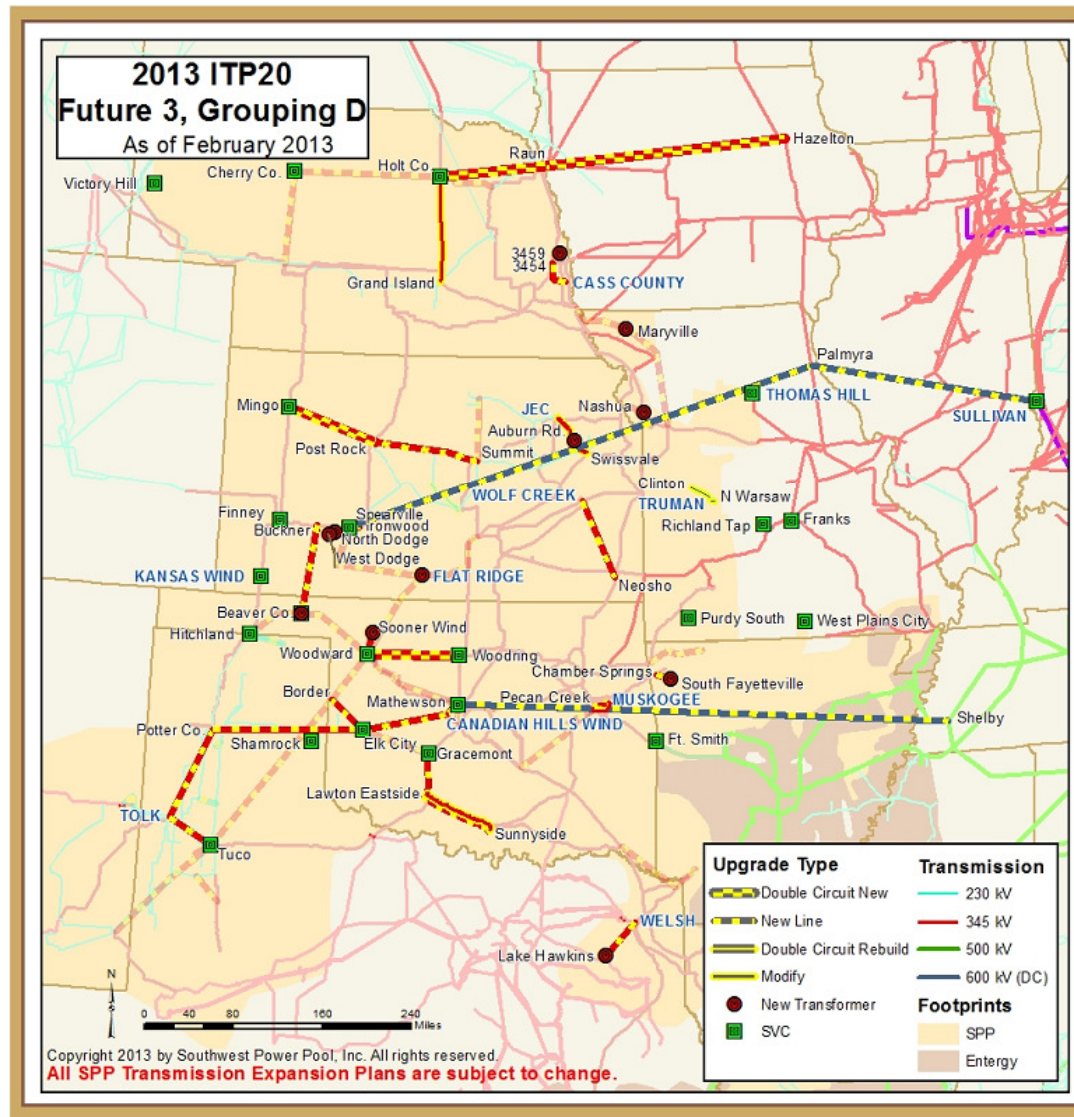 2013 ITP20
Future 3, Grouping D
As of February 2013
Hazelton
Raun
Holt Co.
Cherry Co.
Victory Hill
3459
3454
CASS COUNTY
Grand Island
Maryville
Palmyra
THOMAS HILL
SULLIVAN
Mingo
JEC
Nashua
Auburn Rd
Post Rock
Summit
Swissvale
Clinton
WOLF CREEK
TRUMAN
N Warsaw
Finney
Spearville
Buckner
Ironwood
North Dodge
Richland Tap
Franks
West Dodge
KANSAS WIND
FLAT RIDGE
Neosho
Beaver Co.
Purdy South
West Plains City
Hitchland
Sooner Wind
Woodward
Woodring
Chamber Springs
South Fayetteville
Border
Mathewson
Pecan Creek
MUSKOGEE
CANADIAN HILLS WIND
Shelby
Potter Co.
Shamrock
Elk City
Ft. Smith
Gracemont
Lawton Eastside
TOLK
Sunnyside
Tuco
WELSH
Lake Hawkins
Upgrade Type
Double Circuit New
New Line
Double Circuit Rebuild
Modify
New Transformer
SVC
Transmission
230 kV
345 kV
500 kV
600 kV (DC)
Footprints
SPP
Entergy
N
0 40 80 160 240
Miles
Copyright 2013 by Southwest Power Pool, Inc. All rights reserved.
All SPP Transmission Expansion Plans are subject to change.